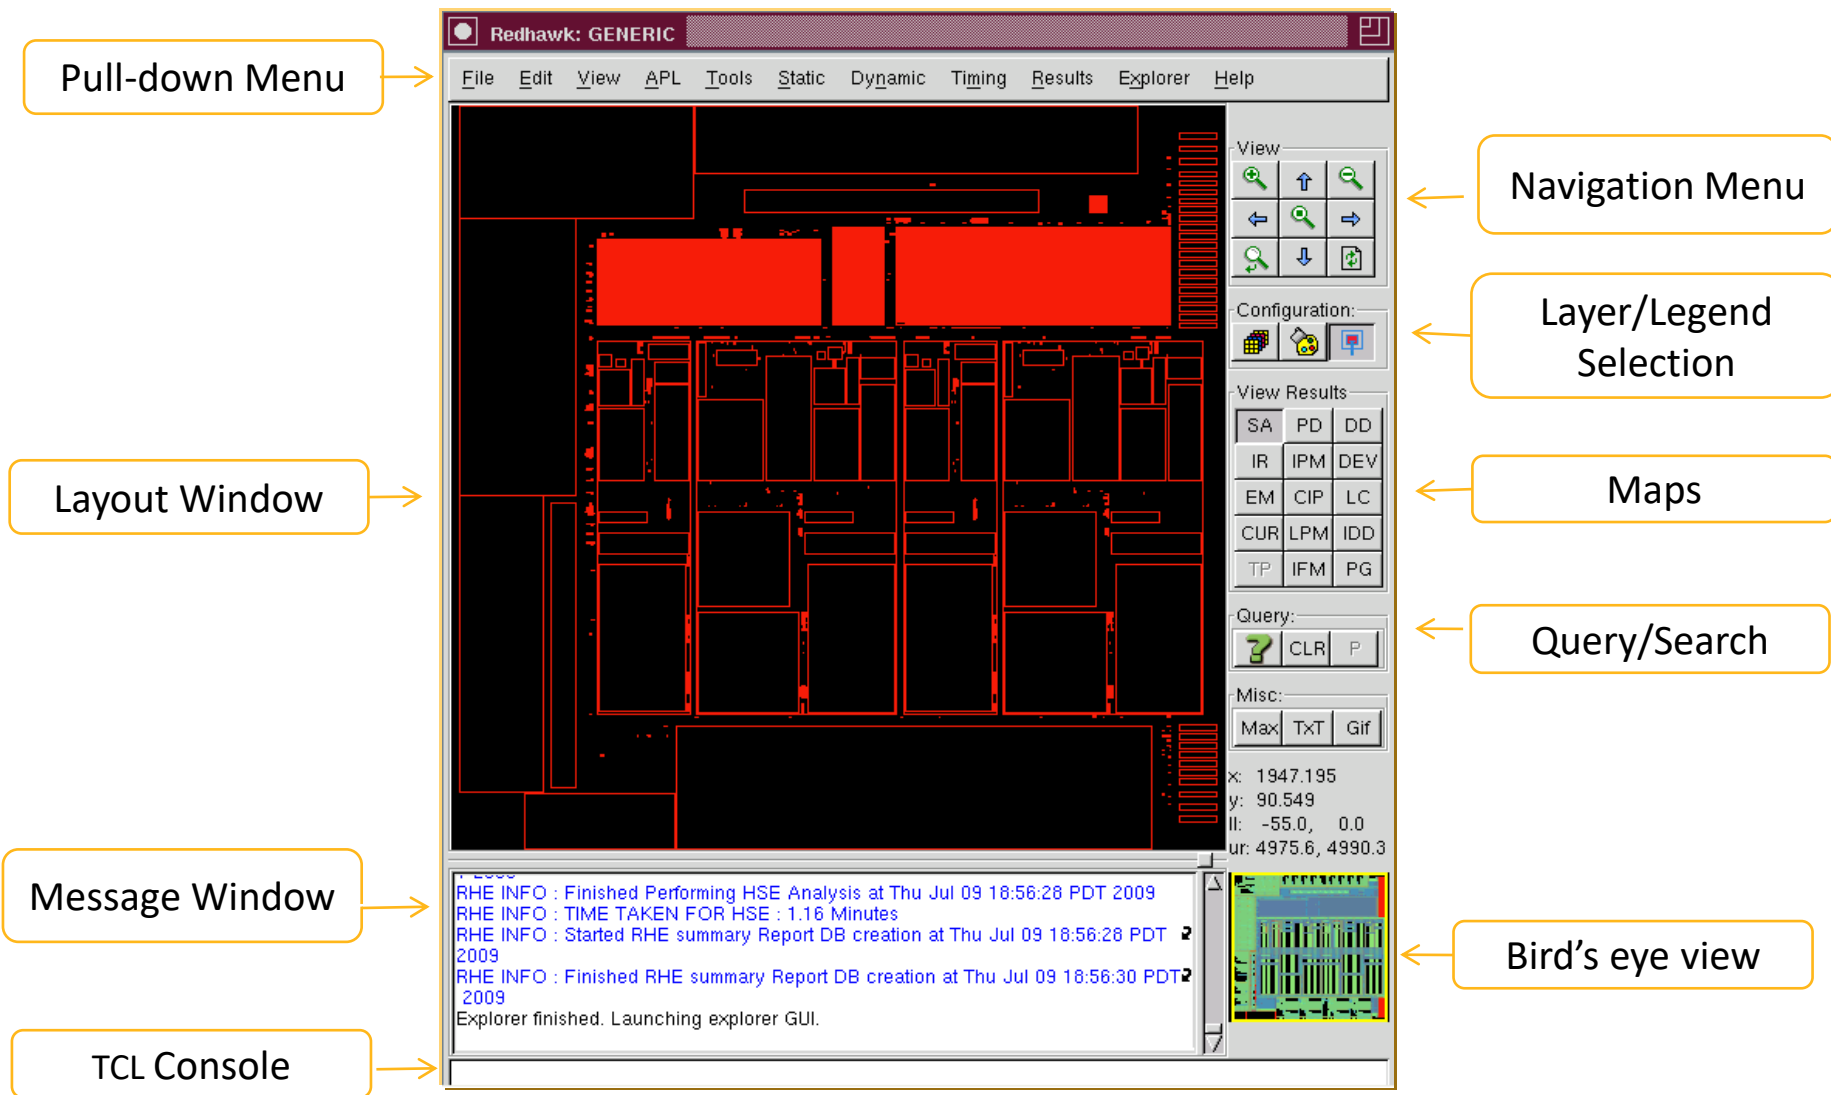 Redhawk: GENERIC
Pull-down Menu
File Edit View APL Tools Static Dynamic Timing Results Explorer Help
View
Navigation Menu
Configuration:
Layer/Legend
Selection
View Results
SA PD DD
IR IPM DEV
EM CIP LC
CUR LPM IDD
TP IFM PG
Maps
Layout Window
Query:
CLR P
Query/Search
Misc:
Max TxT Gif
x: 1947.195
y: 90.549
ll: -55.0, 0.0
ur: 4975.6, 4990.3
Message Window
RHE INFO : Finished Performing HSE Analysis at Thu Jul 09 18:56:28 PDT 2009
RHE INFO : TIME TAKEN FOR HSE : 1.16 Minutes
RHE INFO : Started RHE summary Report DB creation at Thu Jul 09 18:56:28 PDT
2009
RHE INFO : Finished RHE summary Report DB creation at Thu Jul 09 18:56:30 PDT
2009
Explorer finished. Launching explorer GUI.
Bird's eye view
TCL Console